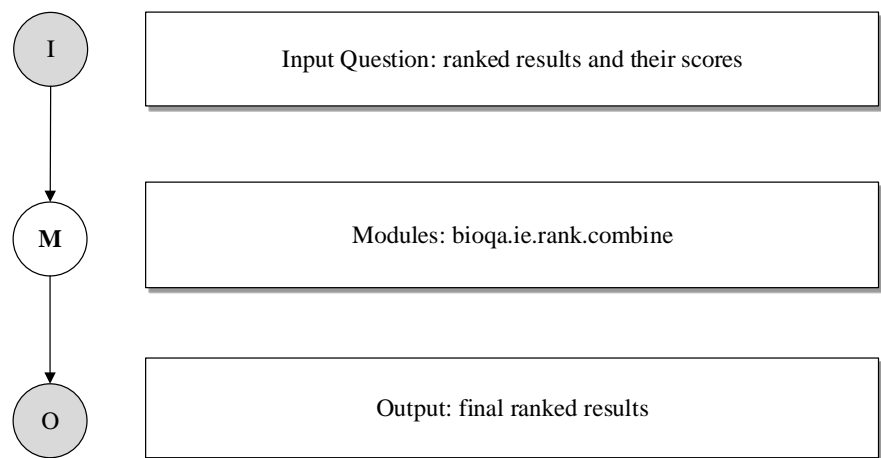 I
Input Question: ranked results and their scores
M
Modules: bioqa.ie.rank.combine
O
Output: final ranked results